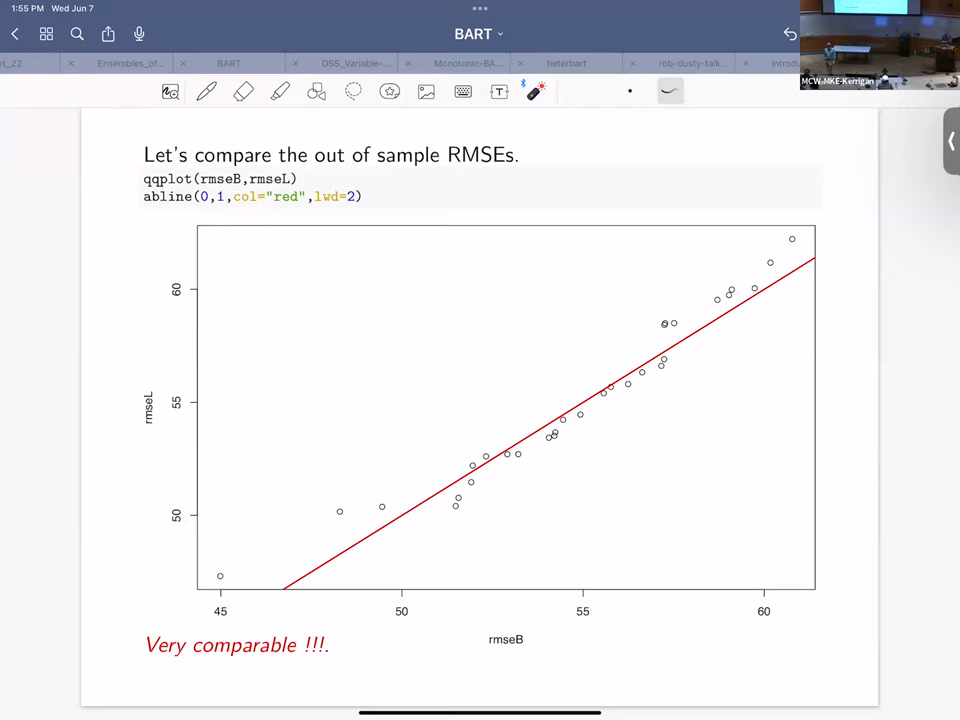 1:55 PM Wed Jun 7
BART
et_22
Ensembles_of...
BART
DSS_Variable-...
Monotonic-BA...
heterbart
rob-dusty-talk...
Introdu
MCW-MKE-Kerrigan
Let's compare the out of sample RMSEs.
qqplot(rmseB,rmseL)
abline(0,1,col="red",lwd=2)
60
55
50
rmseL
45
50
55
60
rmseB
Very comparable !!!.